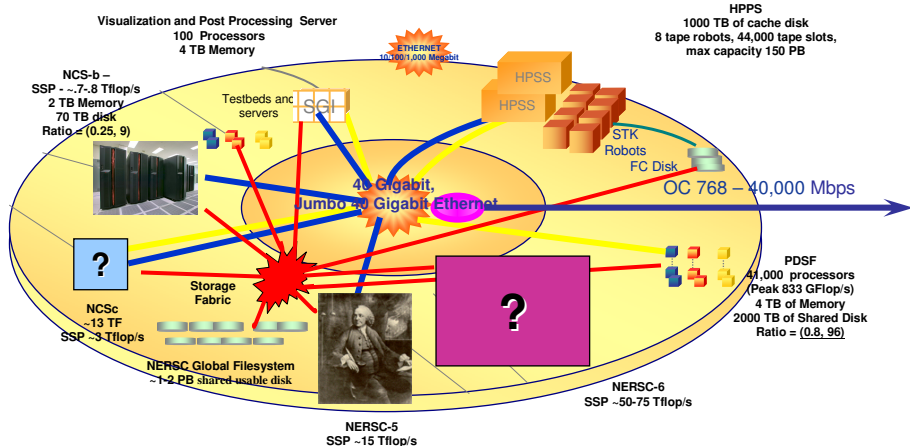 Visualization and Post Processing Server
100 Processors
4 TB Memory
ETHERNET
10/100/1,000 Megabit
HPPS
1000 TB of cache disk
8 tape robots, 44,000 tape slots,
max capacity 150 PB
NCS-b –
SSP - ~.7-.8 Tflop/s
2 TB Memory
70 TB disk
Ratio = (0.25, 9)
Testbeds and
servers
SGI
HPSS
HPSS
STK
Robots
FC Disk
40 Gigabit,
Jumbo 40 Gigabit Ethernet
OC 768 – 40,000 Mbps
?
NCSc
~13 TF
SSP ~3 Tflop/s
Storage
Fabric
NERSC Global Filesystem
~1-2 PB shared usable disk
?
PDSF
41,000 processors
(Peak 833 GFlop/s)
4 TB of Memory
2000 TB of Shared Disk
Ratio = (0.8, 96)
NERSC-6
SSP ~50-75 Tflop/s
NERSC-5
SSP ~15 Tflop/s